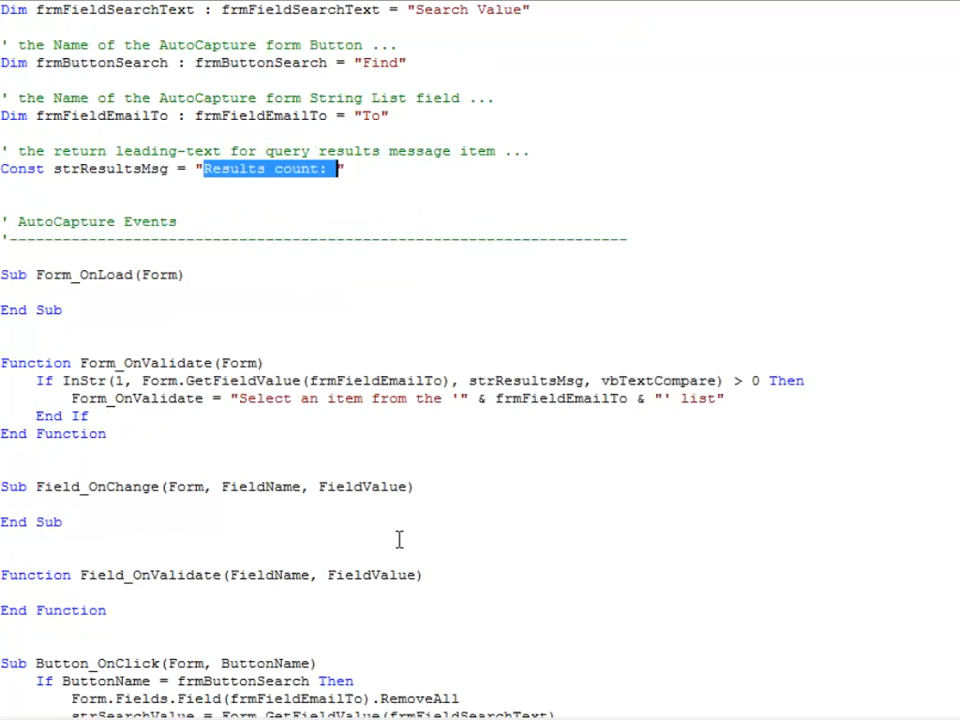 Dim frmFieldSearchText : frmFieldSearchText = "Search Value"
' the Name of the AutoCapture form Button ...
Dim frmButtonSearch : frmButtonSearch = "Find"
' the Name of the AutoCapture form String List field ...
Dim frmFieldEmailTo : frmFieldEmailTo = "To"
' the return leading-text for query results message item ...
Const strResultsMsg = "Results count: "
' AutoCapture Events
'----------------------------------------------------------------------
Sub Form_OnLoad(Form)
End Sub
Function Form_OnValidate(Form)
If InStr(1, Form.GetFieldValue(frmFieldEmailTo), strResultsMsg, vbTextCompare) > 0 Then
Form_OnValidate = "Select an item from the '" & frmFieldEmailTo & "' list"
End If
End Function
Sub Field_OnChange(Form, FieldName, FieldValue)
End Sub
Function Field_OnValidate(FieldName, FieldValue)
End Function
Sub Button_OnClick(Form, ButtonName)
If ButtonName = frmButtonSearch Then
Form.Fields.Field(frmFieldEmailTo).RemoveAll
strSearchValue = Form.GetFieldValue(frmFieldSearchText)